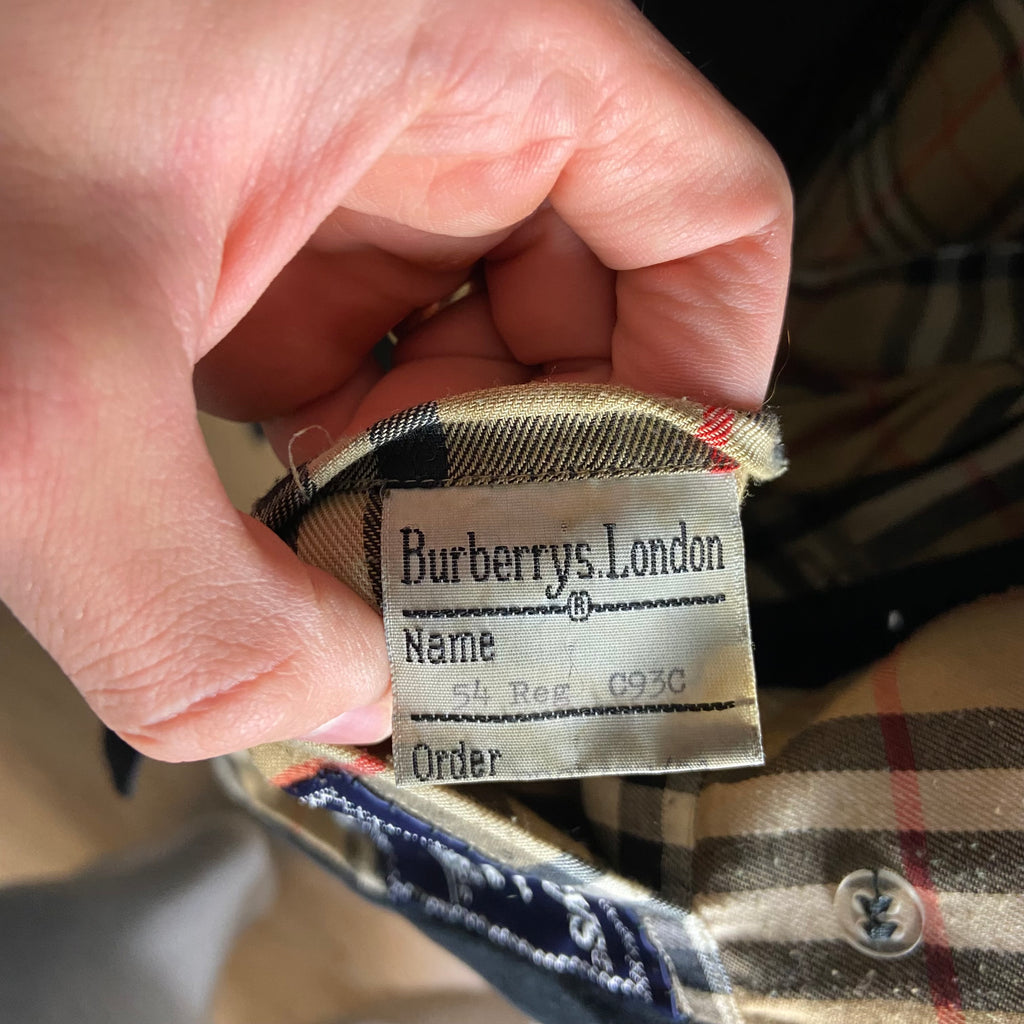 Burberrys.London
®
Name
54 Reg C93C
Order